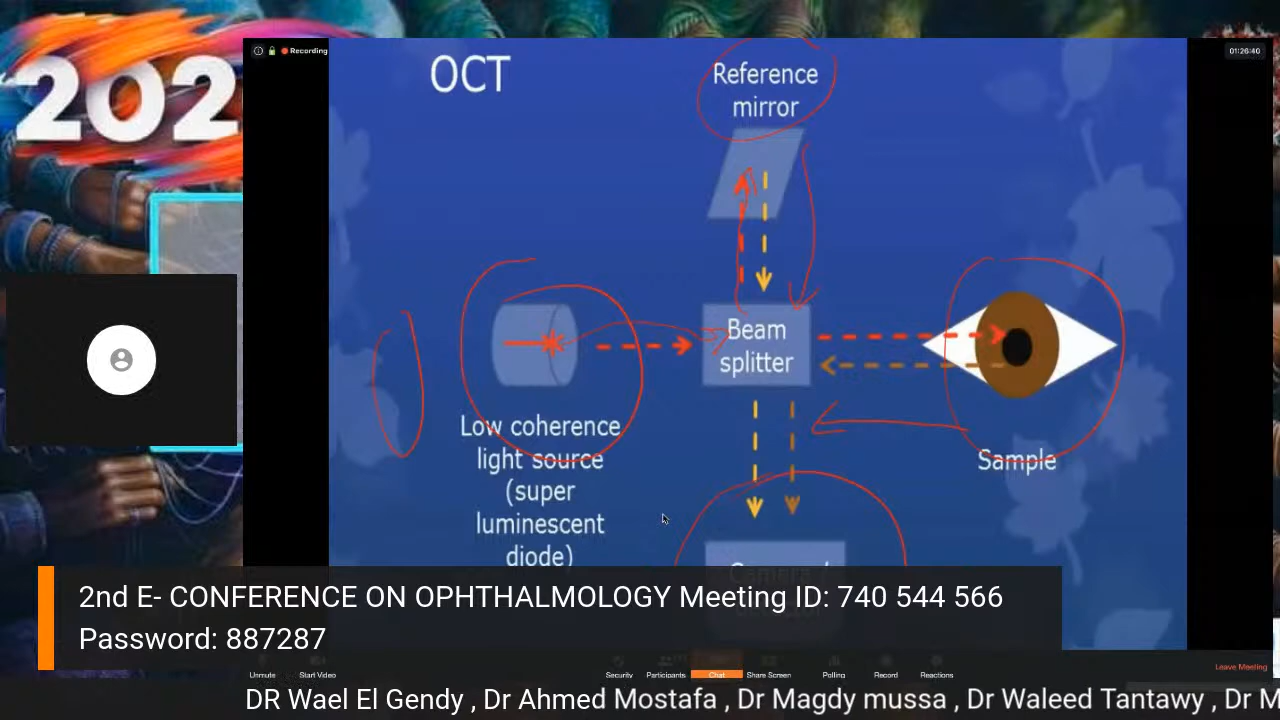 202
Recording
01:26:40
OCT
Reference
mirror
Beam
splitter
Low coherence
light source
(super
luminescent
diode)
Sample
Camera /
2nd E- CONFERENCE ON OPHTHALMOLOGY Meeting ID: 740 544 566
Password: 887287
Unmute Start Video Security Participants Chat Share Screen Polling Record Reactions
Leave Meeting
DR Wael El Gendy , Dr Ahmed Mostafa , Dr Magdy mussa , Dr Waleed Tantawy , Dr M